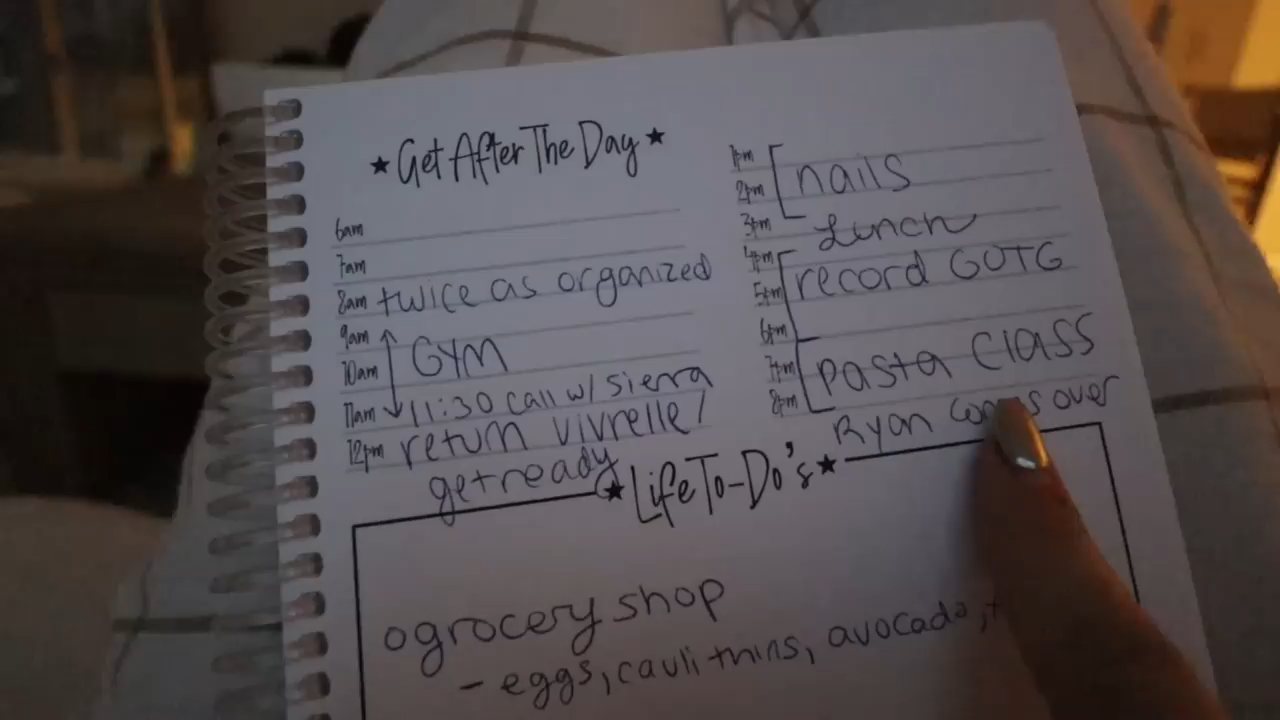 ★ Get After The Day ★
6am
7am
8am twice as organized
9am
10am GYM
11am 11:30 call w/ sierra
12pm return vivrelle/
get ready
1pm
2pm nails
3pm Lunch
4pm
5pm record GOTG
6pm
7pm pasta class
8pm
Ryan comes over
★ Life To-Do's ★
o grocery shop
- eggs, cauli thins, avocado,